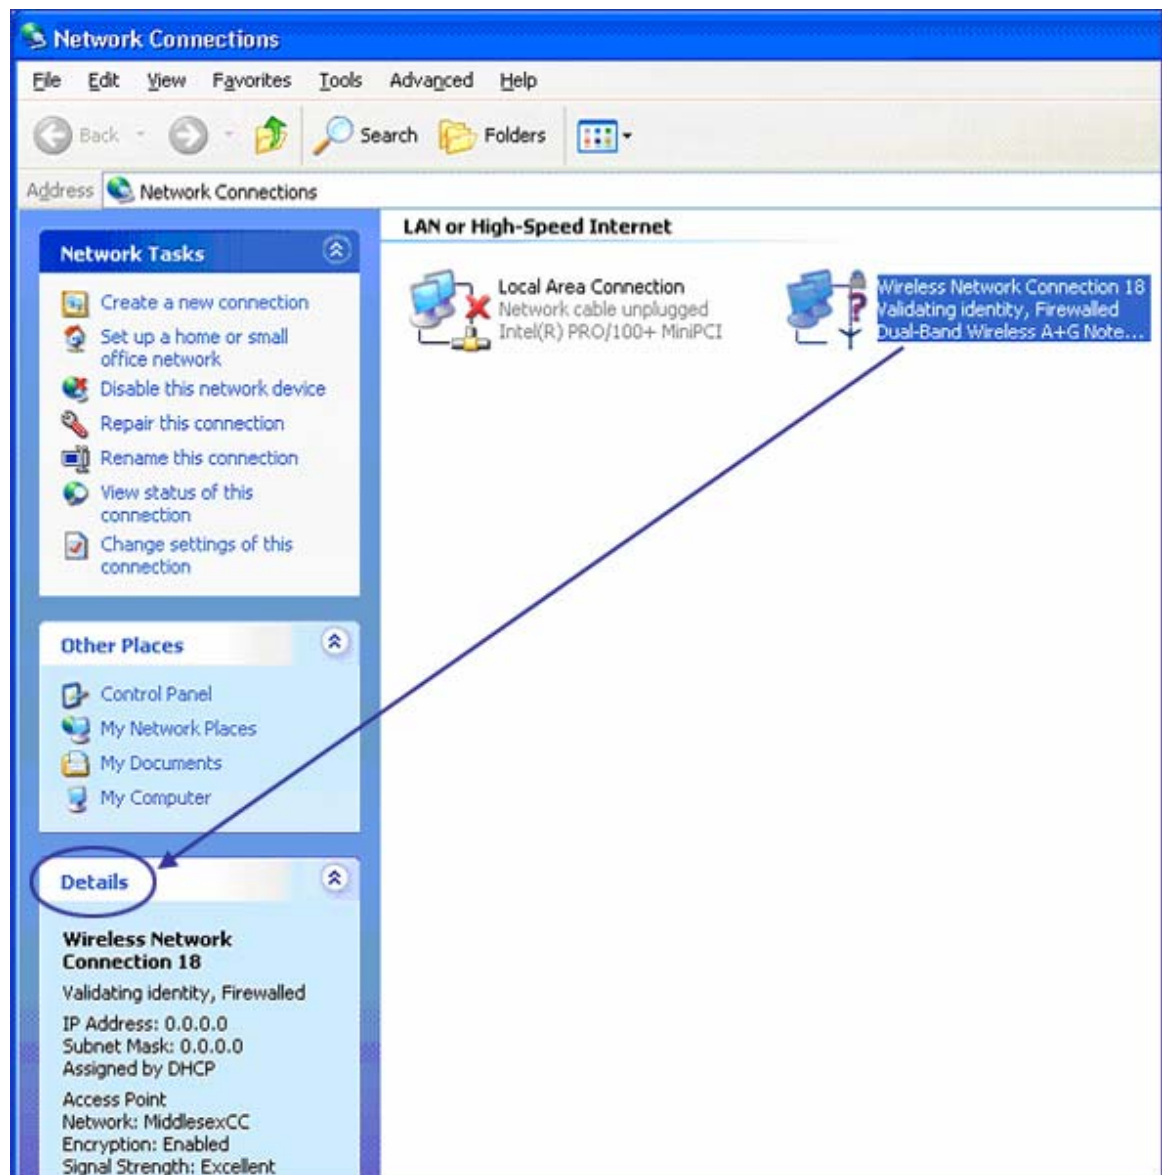 Network Connections
File Edit View Favorites Tools Advanced Help
Back Search Folders
Address Network Connections
Network Tasks
Create a new connection
Set up a home or small
office network
Disable this network device
Repair this connection
Rename this connection
View status of this
connection
Change settings of this
connection
Other Places
Control Panel
My Network Places
My Documents
My Computer
Details
Wireless Network
Connection 18
Validating identity, Firewalled
IP Address: 0.0.0.0
Subnet Mask: 0.0.0.0
Assigned by DHCP
Access Point
Network: MiddlesexCC
Encryption: Enabled
Signal Strength: Excellent
LAN or High-Speed Internet
Local Area Connection
Network cable unplugged
Intel(R) PRO/100+ MiniPCI
Wireless Network Connection 18
Validating identity, Firewalled
Dual-Band Wireless A+G Note...